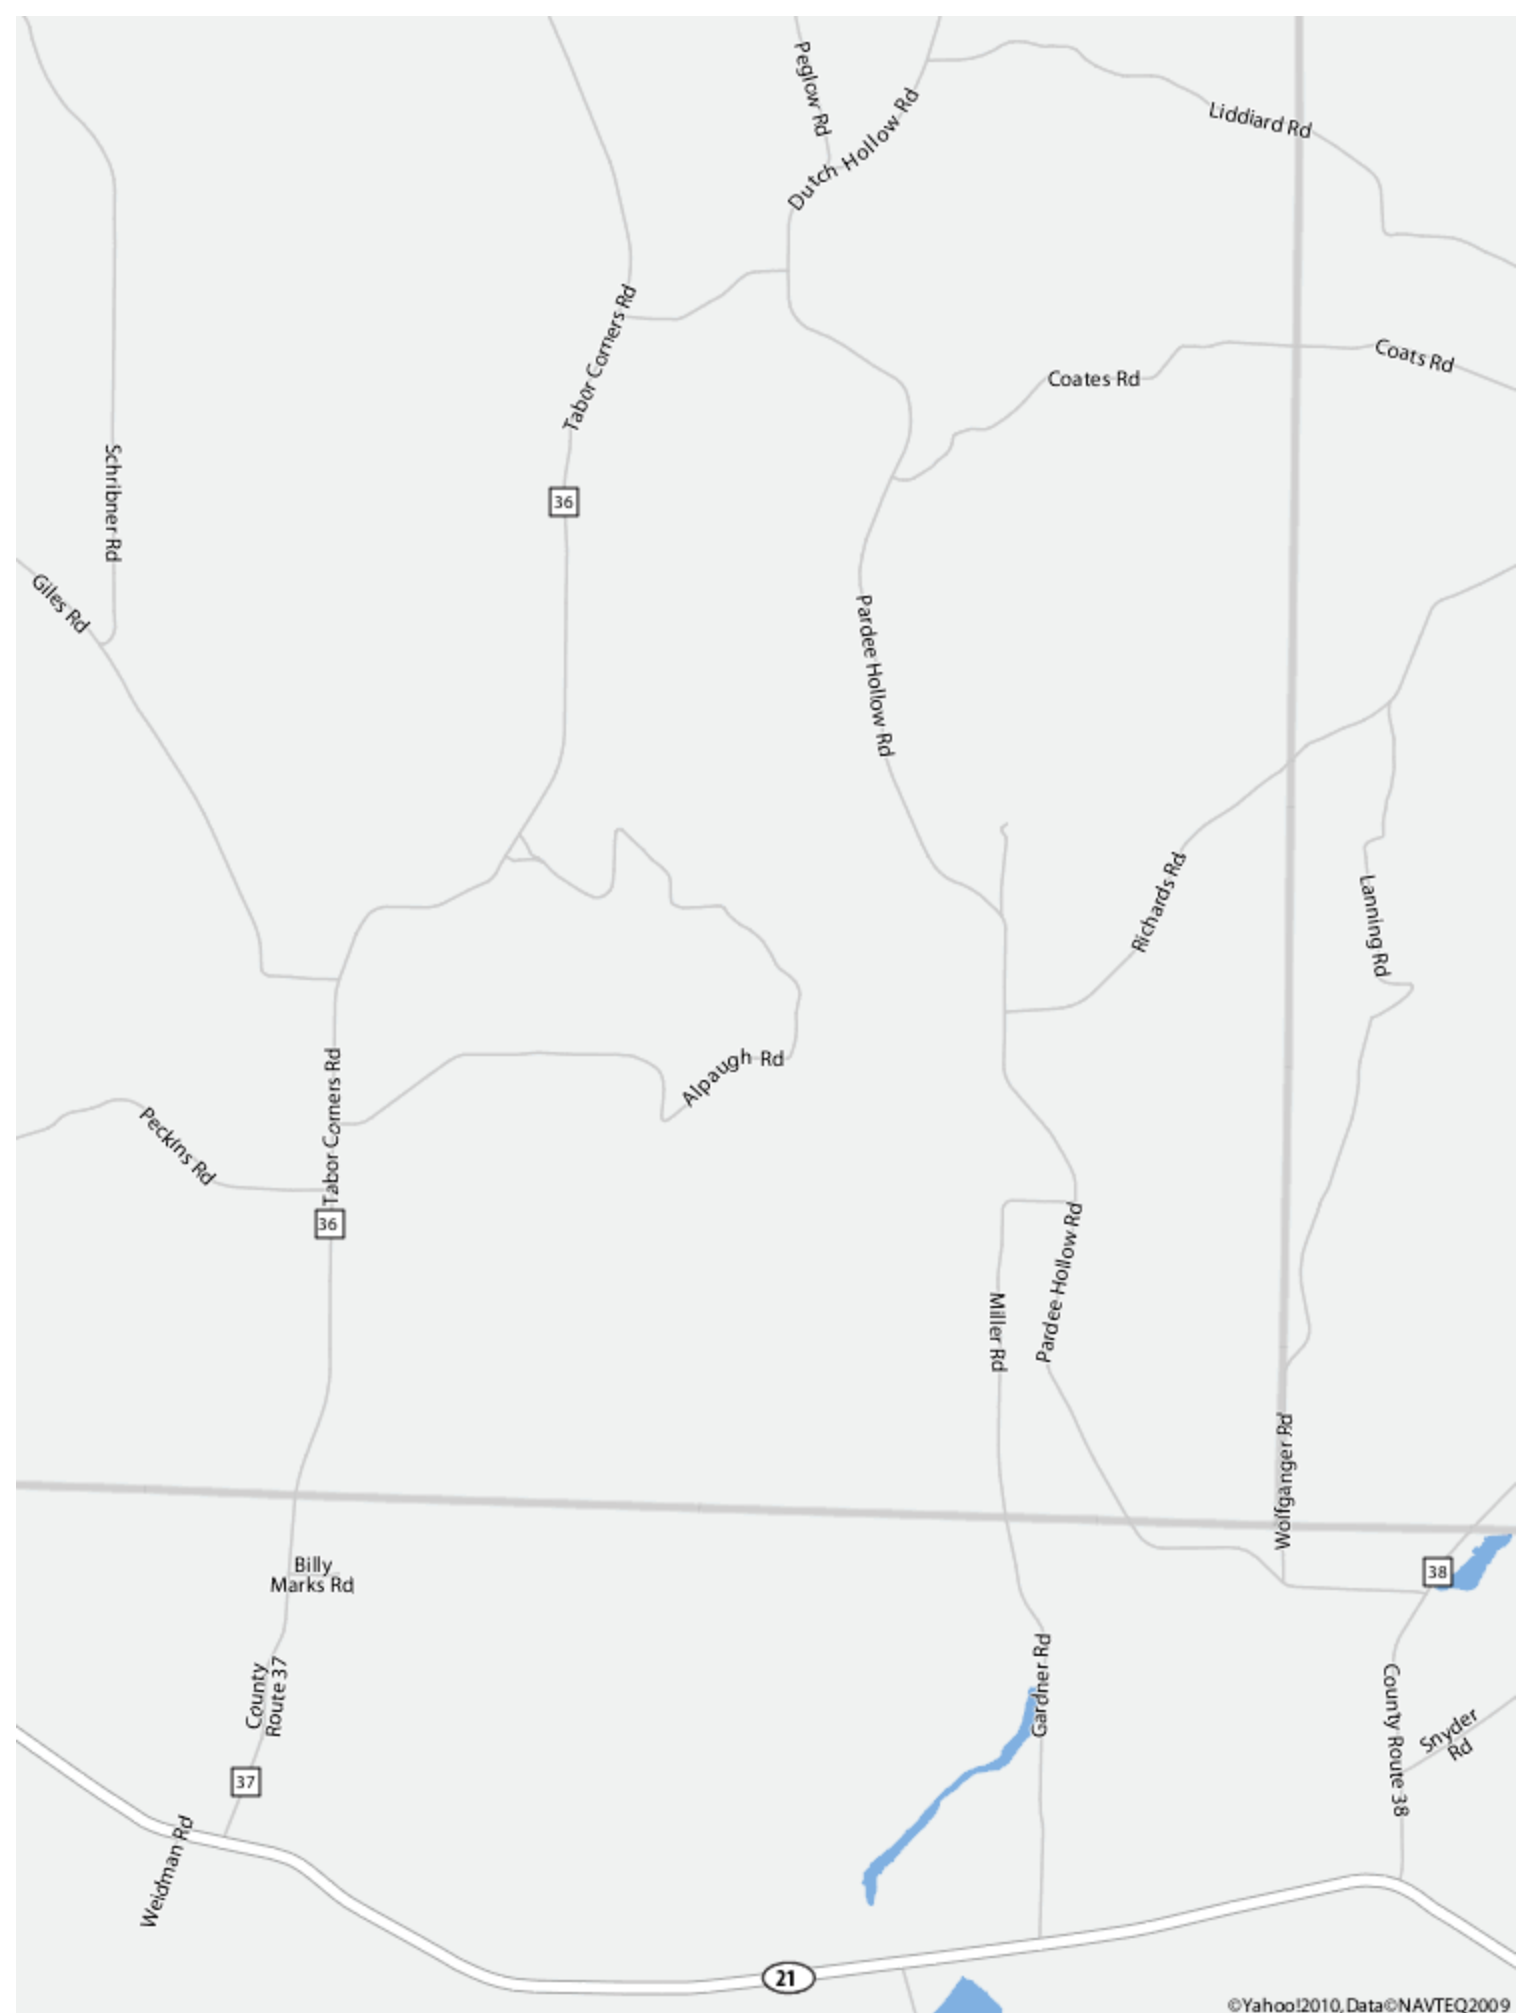 Peglow Rd
Dutch Hollow Rd
Liddiard Rd
Tabor Corners Rd
Coates Rd
Coats Rd
Schribner Rd
36
Giles Rd
Pardee Hollow Rd
Richards Rd
Lanning Rd
Alpaugh Rd
Tabor Corners Rd
Peckins Rd
36
Pardee Hollow Rd
Miller Rd
Wolfganger Rd
Billy
Marks Rd
38
County
Route 37
Gardner Rd
County Route 38
Snyder
Rd
37
Weidman Rd
21
©Yahoo!2010, Data©NAVTEQ2009